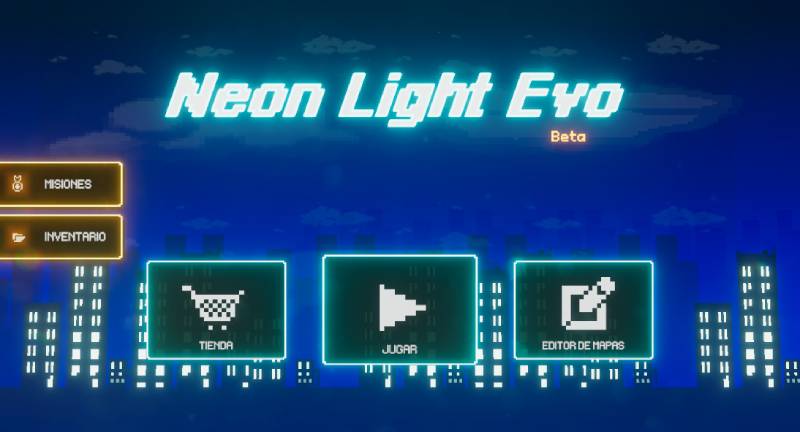 Neon Light Evo
Beta
MISIONES
INVENTARIO
TIENDA
JUGAR
EDITOR DE MAPAS